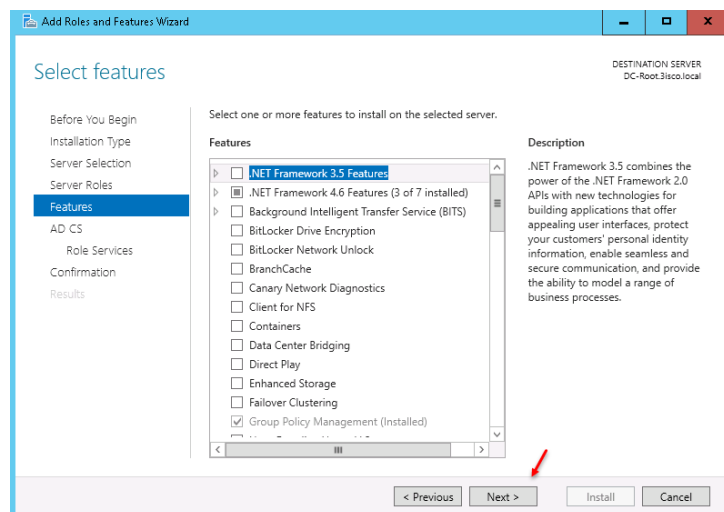 Add Roles and Features Wizard
Select features
DESTINATION SERVER
DC-Root.3isco.local
Before You Begin
Installation Type
Server Selection
Server Roles
Features
AD CS
Role Services
Confirmation
Results
Select one or more features to install on the selected server.
Features
.NET Framework 3.5 Features
.NET Framework 4.6 Features (3 of 7 installed)
Background Intelligent Transfer Service (BITS)
BitLocker Drive Encryption
BitLocker Network Unlock
BranchCache
Canary Network Diagnostics
Client for NFS
Containers
Data Center Bridging
Direct Play
Enhanced Storage
Failover Clustering
Group Policy Management (Installed)
Description
.NET Framework 3.5 combines the
power of the .NET Framework 2.0
APIs with new technologies for
building applications that offer
appealing user interfaces, protect
your customers' personal identity
information, enable seamless and
secure communication, and provide
the ability to model a range of
business processes.
< Previous
Next >
Install
Cancel